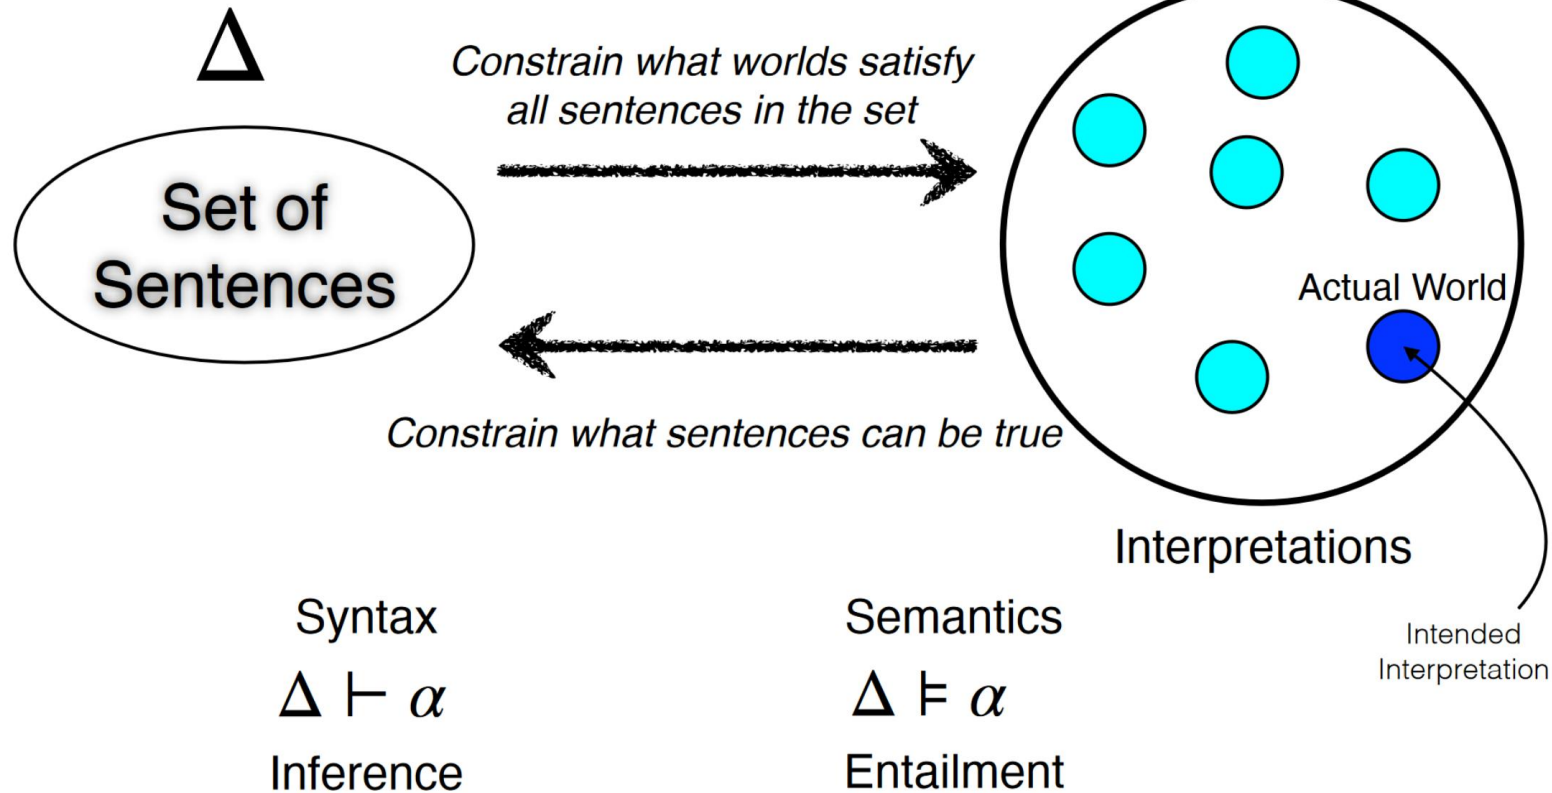 Δ
Constrain what worlds satisfy
all sentences in the set
Set of
Sentences
Actual World
Constrain what sentences can be true
Interpretations
Intended
Interpretation
Syntax
Δ ⊢ α
Inference
Semantics
Δ ⊧ α
Entailment